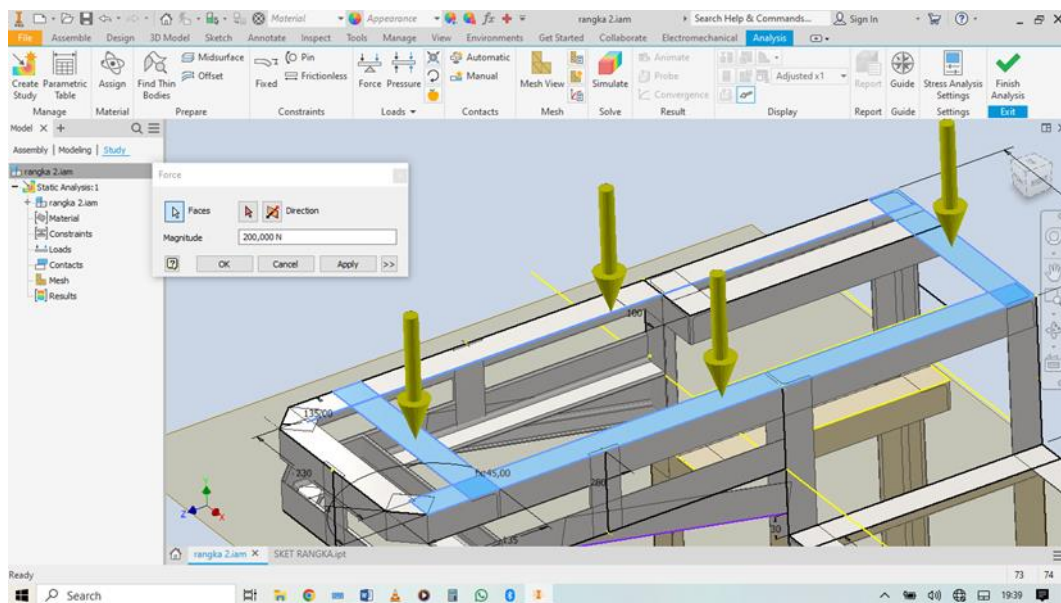 Material Appearance fx rangka 2.iam Search Help & Commands... Sign In
File Assemble Design 3D Model Sketch Annotate Inspect Tools Manage View Environments Get Started Collaborate Electromechanical Analysis
Create Study Parametric Table Assign Find Thin Bodies Midsurface Offset Fixed Pin Frictionless Force Pressure Automatic Manual Mesh View Simulate Animate Probe Convergence Adjusted x1 Report Guide Stress Analysis Settings Finish Analysis
Manage Material Prepare Constraints Loads Contacts Mesh Solve Result Display Report Guide Settings Exit
Model X +
Assembly | Modeling | Study
rangka 2.iam
Static Analysis:1
rangka 2.iam
Material
Constraints
Loads
Contacts
Mesh
Results
Force
Faces Direction
Magnitude 200,000 N
OK Cancel Apply >>
100
135,00
230
45,00
280
135
30
rangka 2.iam X SKET RANGKA.ipt
Ready 73 74
Search 19:39